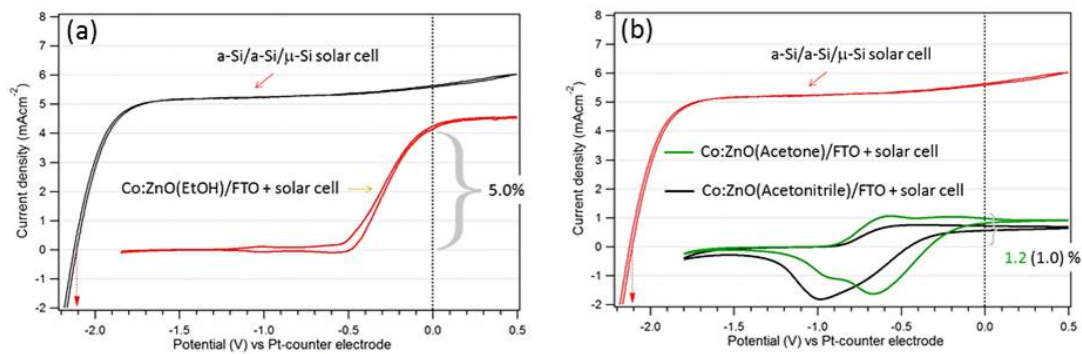 (a)
a-Si/a-Si/μ-Si solar cell
Co:ZnO(EtOH)/FTO + solar cell
5.0%
Current density (mAcm-2)
8
7
6
5
4
3
2
1
0
-1
-2
-2.0
-1.5
-1.0
-0.5
0.0
0.5
Potential (V) vs Pt-counter electrode
(b)
a-Si/a-Si/μ-Si solar cell
Co:ZnO(Acetone)/FTO + solar cell
Co:ZnO(Acetonitrile)/FTO + solar cell
1.2 (1.0) %
Current density (mAcm-2)
8
7
6
5
4
3
2
1
0
-1
-2
-2.0
-1.5
-1.0
-0.5
0.0
0.5
Potential (V) vs Pt-counter electrode